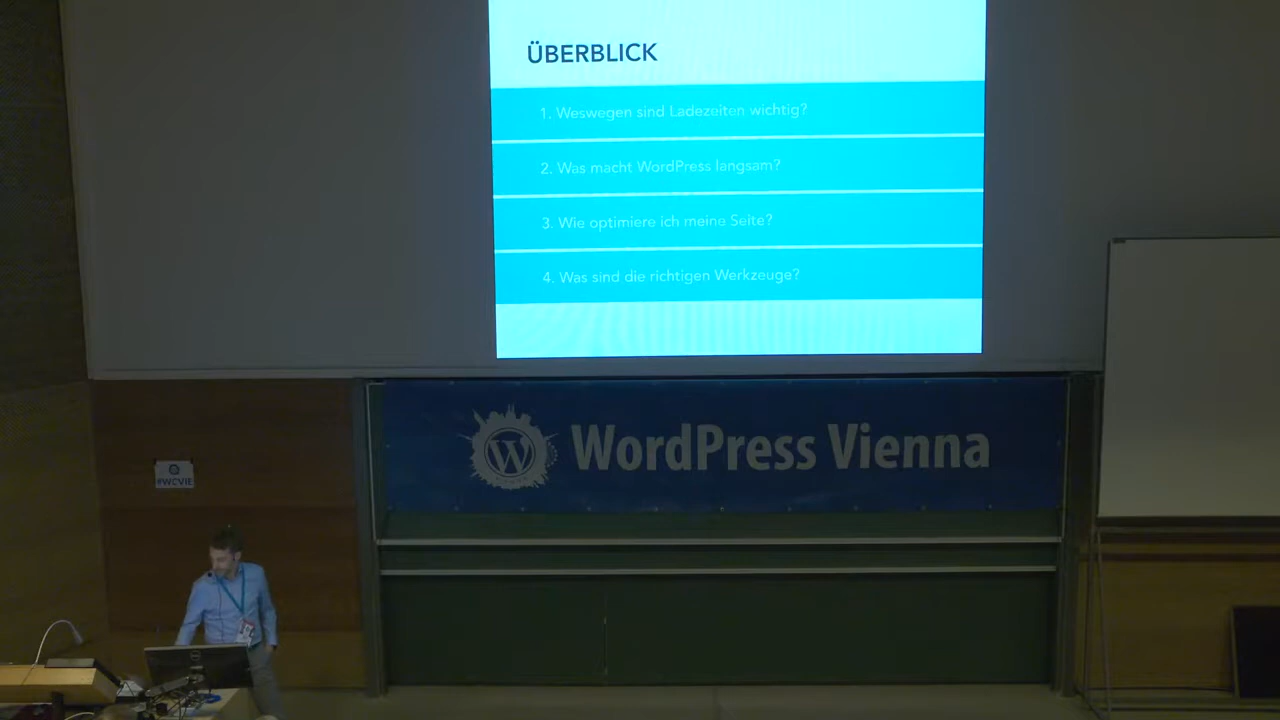 ÜBERBLICK
1. Weswegen sind Ladezeiten wichtig?
2. Was macht WordPress langsam?
3. Wie optimiere ich meine Seite?
4. Was sind die richtigen Werkzeuge?
WordPress Vienna
#WCVIE